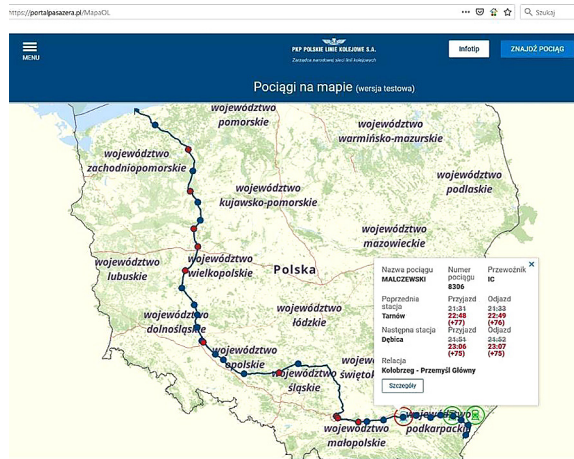 https://portalpasazera.pl/MapaOL
Szukaj
MENU
PKP POLSKIE LINIE KOLEJOWE S.A.
Zarządca narodowej sieci linii kolejowych
Infotip
ZNAJDŹ POCIĄG
Pociągi na mapie (wersja testowa)
województwo
pomorskie
województwo
warmińsko-mazurskie
województwo
zachodniopomorskie
województwo
podlaskie
województwo
kujawsko-pomorskie
województwo
mazowieckie
województwo
lubuskie
województwo
wielkopolskie
Polska
województwo
łódzkie
województwo
dolnośląskie
województwo
opolskie
województwo
śląskie
województwo
małopolskie
województwo
podkarpackie
Nazwa pociągu Numer pociągu Przewoźnik
MALCZEWSKI 8306 IC
Poprzednia stacja Przyjazd Odjazd
Tarnów 21:31 21:33
22:48 22:49
(+77) (+76)
Następna stacja Przyjazd Odjazd
Dębica 21:51 21:52
23:06 23:07
(+75) (+75)
Relacja
Kołobrzeg - Przemyśl Główny
Szczegóły